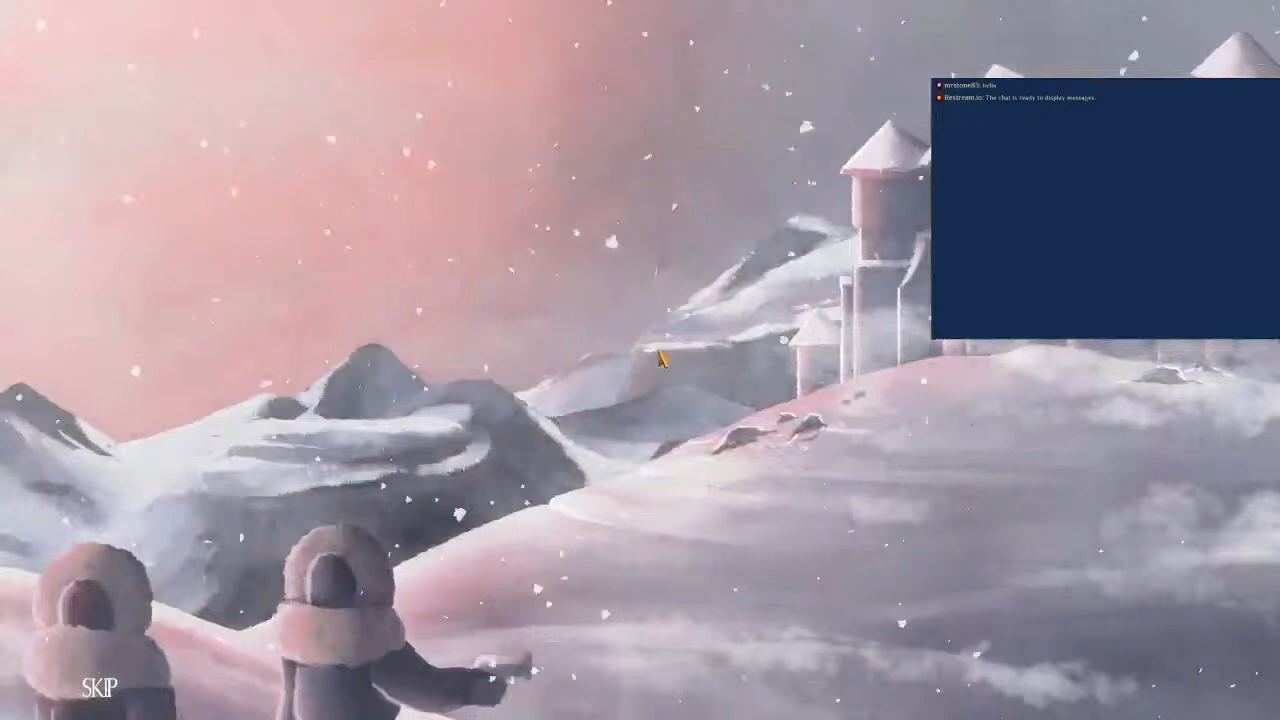 mrstone85: hello
Restream.io: The chat is ready to display messages.
SKIP